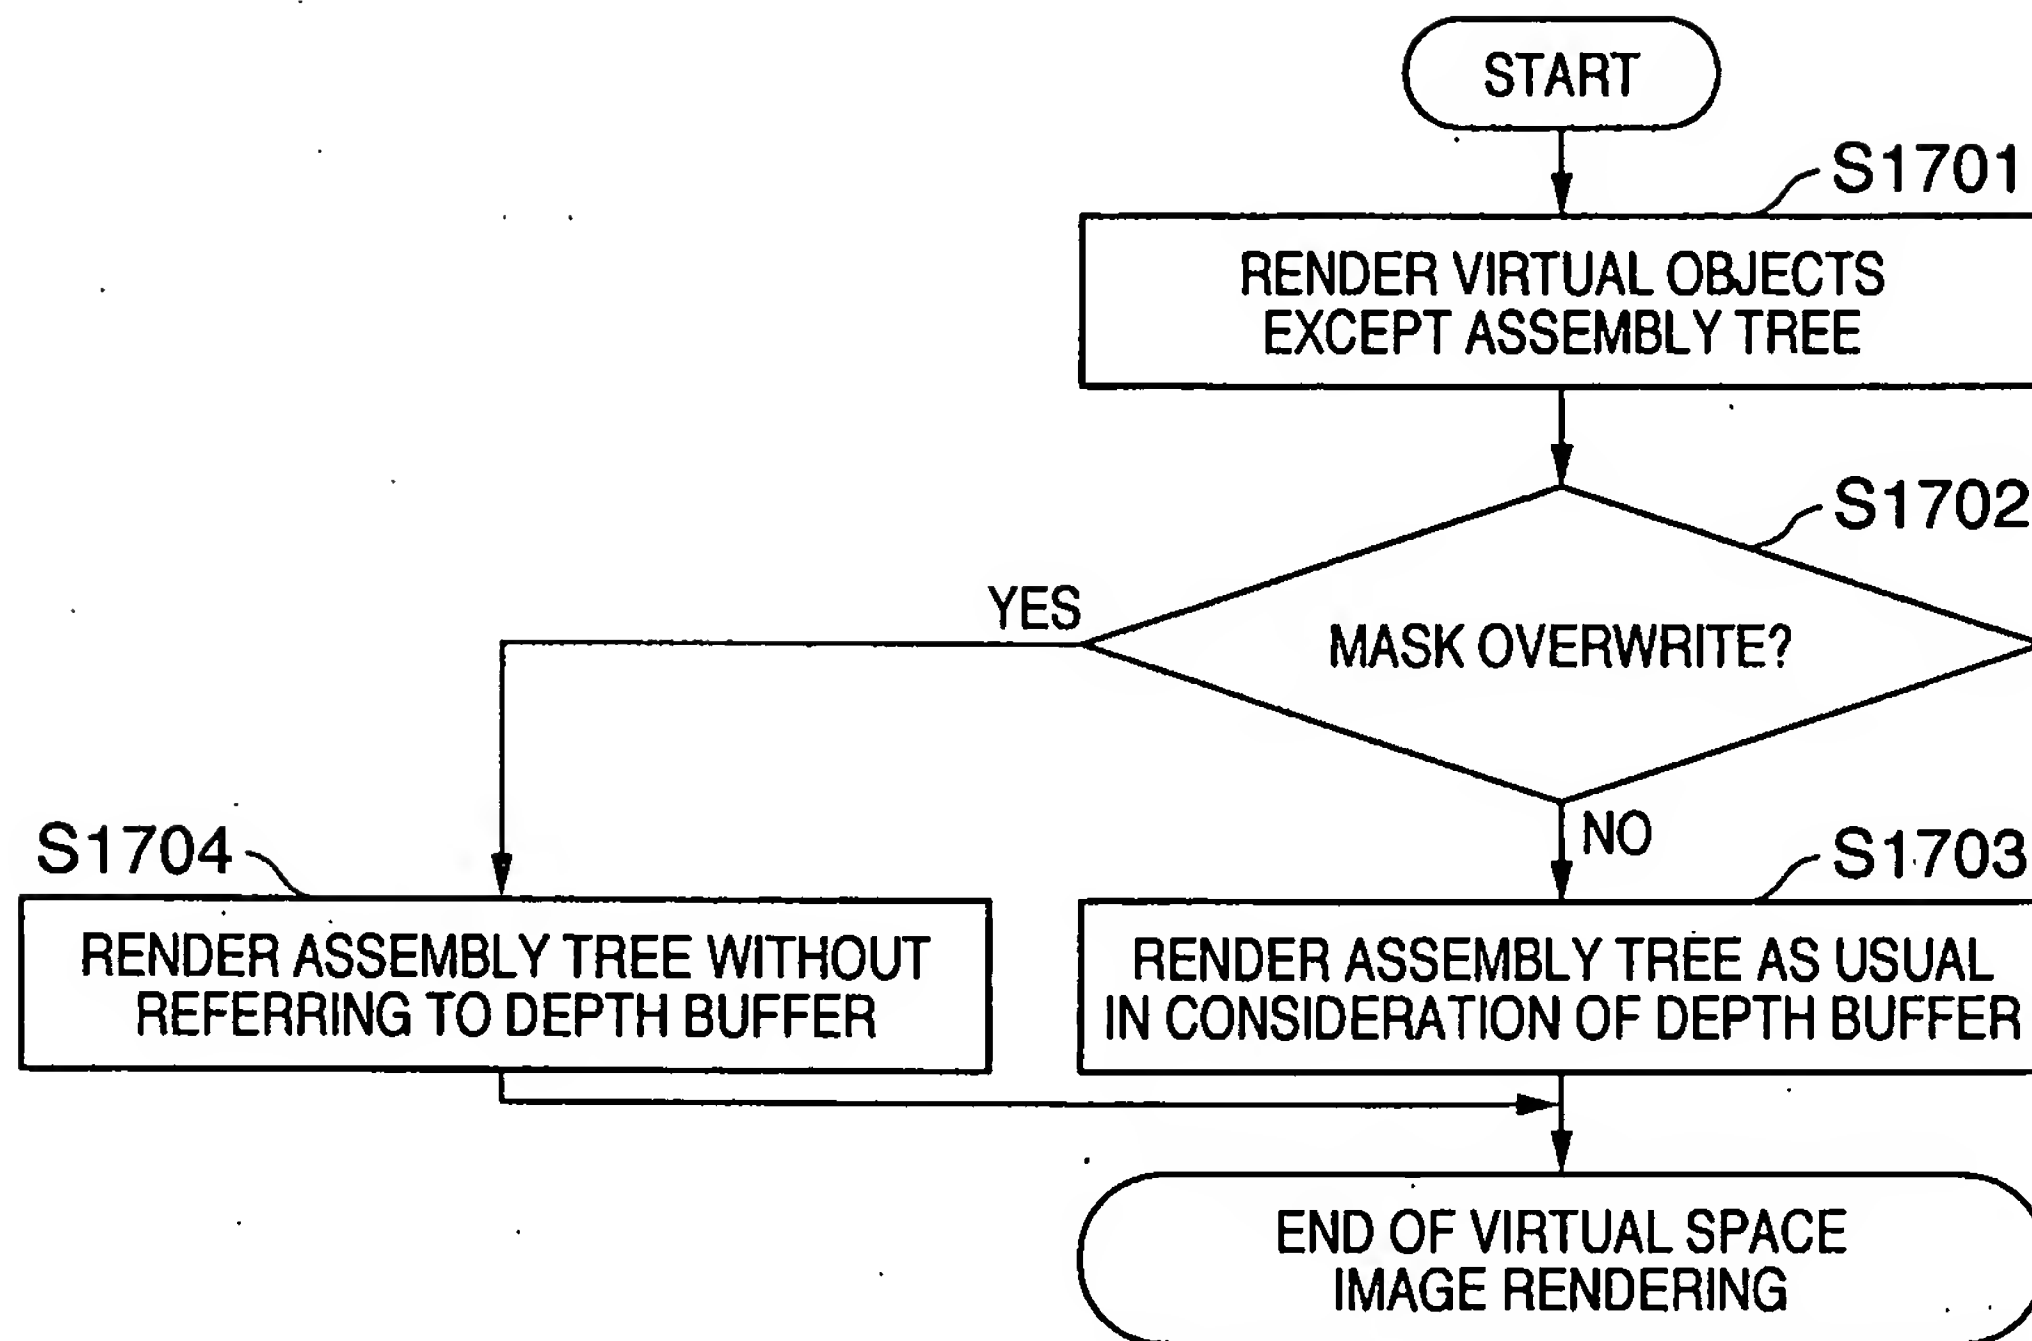 START
S1701
RENDER VIRTUAL OBJECTS
EXCEPT ASSEMBLY TREE
S1702
YES
MASK OVERWRITE?
NO
S1704
S1703
RENDER ASSEMBLY TREE WITHOUT
REFERRING TO DEPTH BUFFER
RENDER ASSEMBLY TREE AS USUAL
IN CONSIDERATION OF DEPTH BUFFER
END OF VIRTUAL SPACE
IMAGE RENDERING